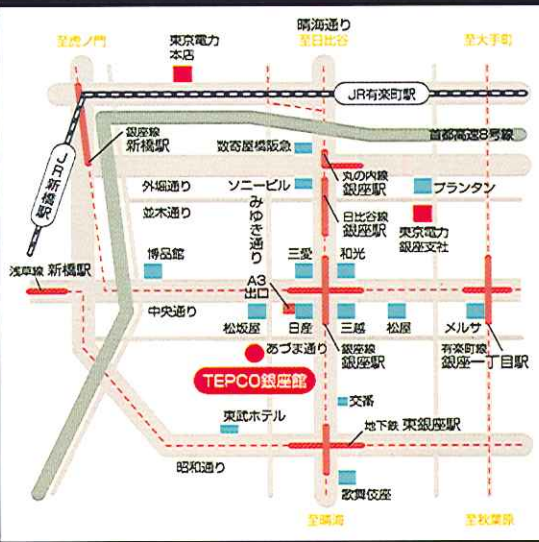 晴海通り
至虎ノ門
東京電力
本店
至日比谷
至大手町
JR有楽町駅
銀座線
新橋駅
首都高速8号線
JR新橋駅
数寄屋橋阪急
丸の内線
銀座駅
外堀通り
ソニービル
プランタン
並木通り
みゆき通り
日比谷線
銀座駅
東京電力
銀座支社
博品館
三愛
和光
浅草線 新橋駅
A3
出口
中央通り
松坂屋
日産
三越
松屋
メルサ
あづま通り
銀座線
銀座駅
有楽町線
銀座一丁目駅
TEPCO銀座館
交番
東武ホテル
地下鉄 東銀座駅
昭和通り
歌舞伎座
至晴海
至秋葉原